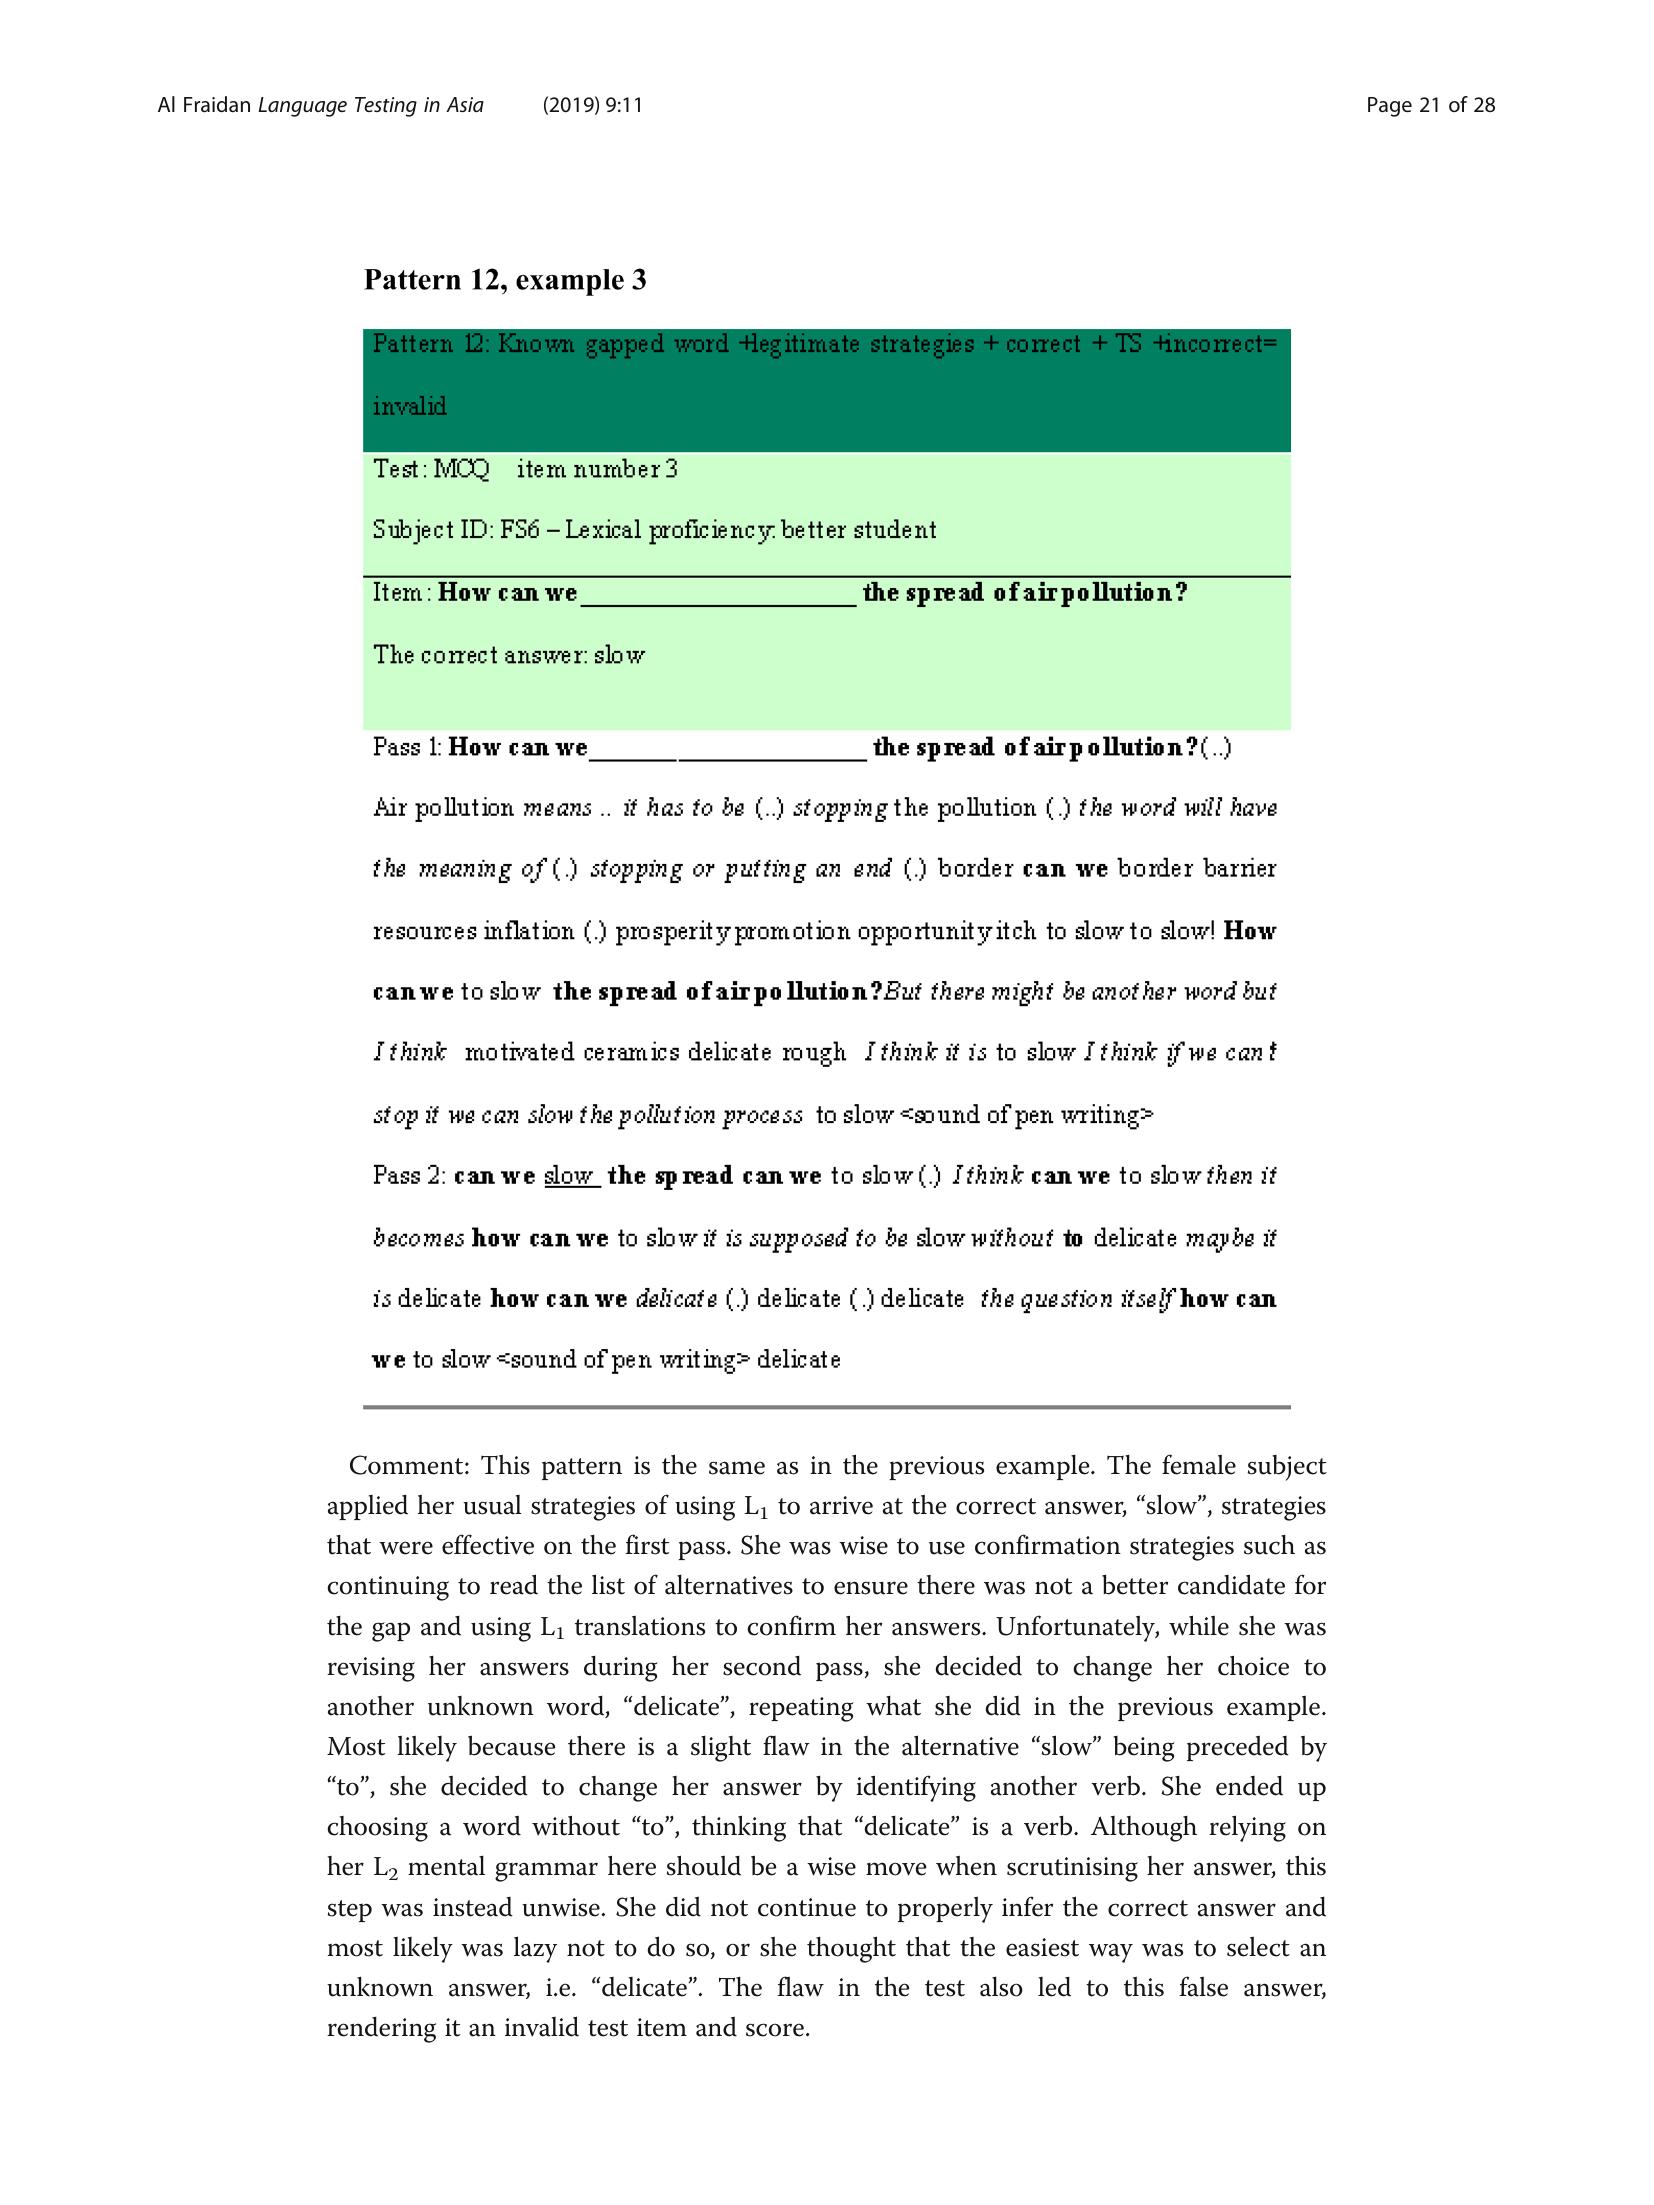 Al Fraidan Language Testing in Asia (2019) 9:11 Page 21 of 28
Pattern 12, example 3
Pattern 12: Known gapped word +legitimate strategies + correct + TS +incorrect=
invalid
Test: MCQ item number 3
Subject ID: FS6 – Lexical proficiency: better student
Item : How can we____________________ the spread of air pollution?
The correct answer: slow
Pass 1: How can we____________________ the spread of air pollution?(..)
Air pollution means .. it has to be (..) stopping the pollution (.) the word will have
the meaning of (.) stopping or putting an end (.) border can we border barrier
resources inflation (.) prosperity promotion opportunity itch to slow to slow! How
can we to slow the spread of air pollution?But there might be another word but
I think motivated ceramics delicate rough I think it is to slow I think if we can't
stop it we can slow the pollution process to slow <sound of pen writing>
Pass 2: can we slow the spread can we to slow (.) I think can we to slow then it
becomes how can we to slow it is supposed to be slow without to delicate maybe it
is delicate how can we delicate (.) delicate (.) delicate the question itself how can
we to slow <sound of pen writing> delicate
Comment: This pattern is the same as in the previous example. The female subject
applied her usual strategies of using L1 to arrive at the correct answer, “slow”, strategies
that were effective on the first pass. She was wise to use confirmation strategies such as
continuing to read the list of alternatives to ensure there was not a better candidate for
the gap and using L1 translations to confirm her answers. Unfortunately, while she was
revising her answers during her second pass, she decided to change her choice to
another unknown word, “delicate”, repeating what she did in the previous example.
Most likely because there is a slight flaw in the alternative “slow” being preceded by
“to”, she decided to change her answer by identifying another verb. She ended up
choosing a word without “to”, thinking that “delicate” is a verb. Although relying on
her L2 mental grammar here should be a wise move when scrutinising her answer, this
step was instead unwise. She did not continue to properly infer the correct answer and
most likely was lazy not to do so, or she thought that the easiest way was to select an
unknown answer, i.e. “delicate”. The flaw in the test also led to this false answer,
rendering it an invalid test item and score.